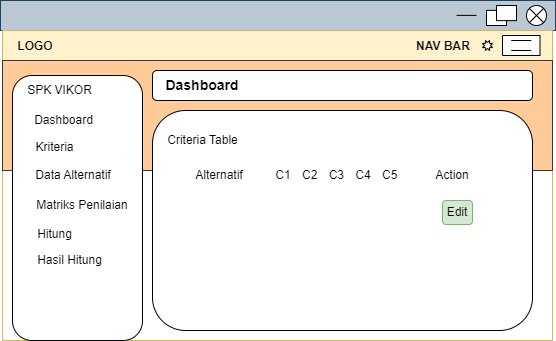 LOGO
NAV BAR
SPK VIKOR
Dashboard
Kriteria
Data Alternatif
Matriks Penilaian
Hitung
Hasil Hitung
Dashboard
Criteria Table
Alternatif C1 C2 C3 C4 C5 Action
Edit